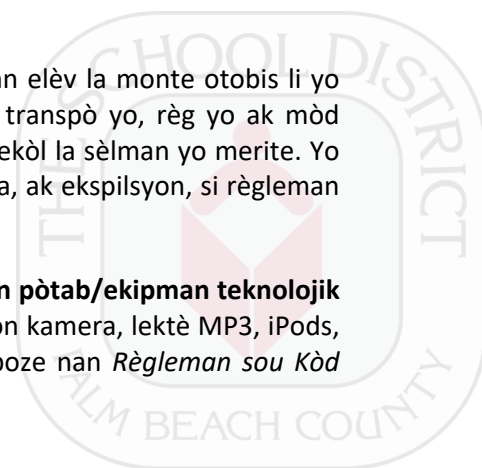 n elèv la monte otobis li yo
transpò yo, règ yo ak mòd
ekòl la sèlman yo merite. Yo
a, ak ekspilsyon, si règleman
n pòtab/ekipman teknolojik
on kamera, lektè MP3, iPods,
poze nan Règleman sou Kòd
THE SCHOOL DISTRICT
PALM BEACH COUNTY